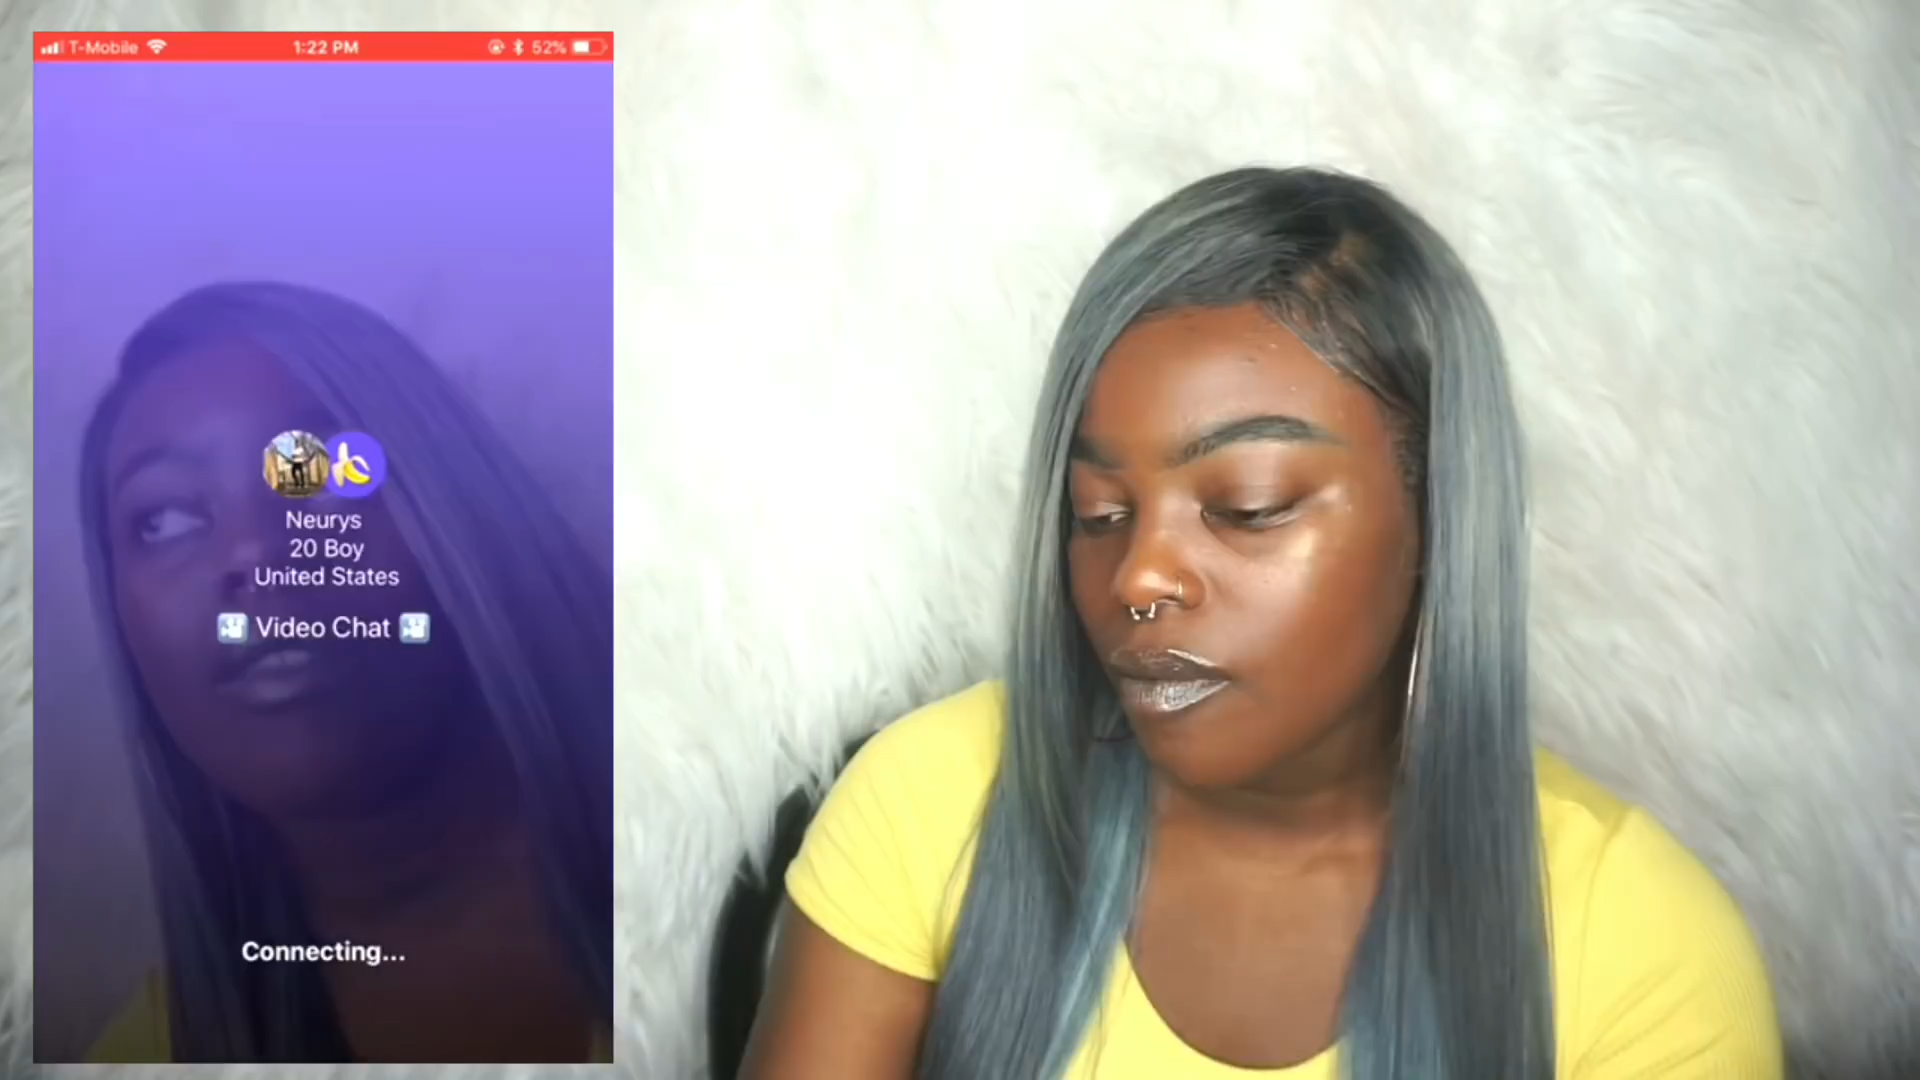 T-Mobile 1:22 PM 52%
Neurys
20 Boy
United States
Video Chat
Connecting...